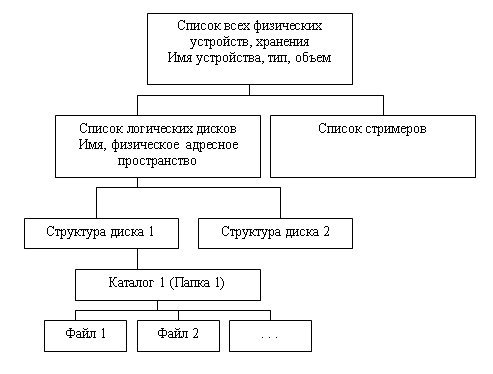 Список всех физических
устройств, хранения
Имя устройства, тип, объем
Список логических дисков
Имя, физическое адресное
пространство
Список стримеров
Структура диска 1
Структура диска 2
Каталог 1 (Папка 1)
Файл 1
Файл 2
. . .